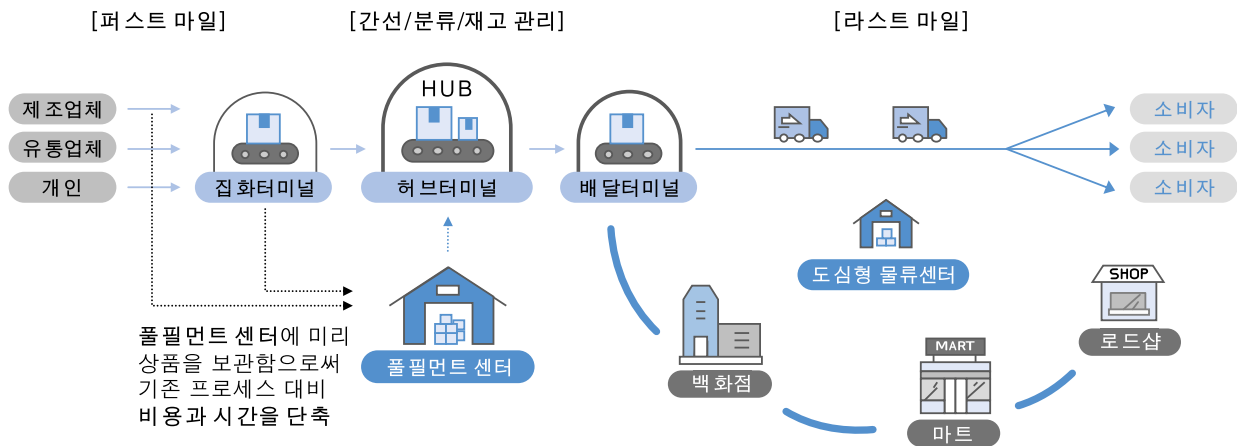 [퍼스트 마일]
[간선/분류/재고 관리]
[라스트 마일]
HUB
제조업체
유통업체
개인
집화터미널
허브터미널
배달터미널
소비자
소비자
소비자
도심형 물류센터
SHOP
로드샵
풀필먼트 센터에 미리
상품을 보관함으로써
기존 프로세스 대비
비용과 시간을 단축
풀필먼트 센터
백화점
MART
마트